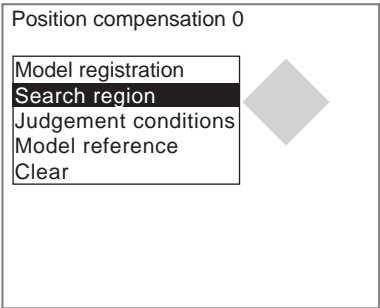 Position compensation 0
Model registration
Search region
Judgement conditions
Model reference
Clear